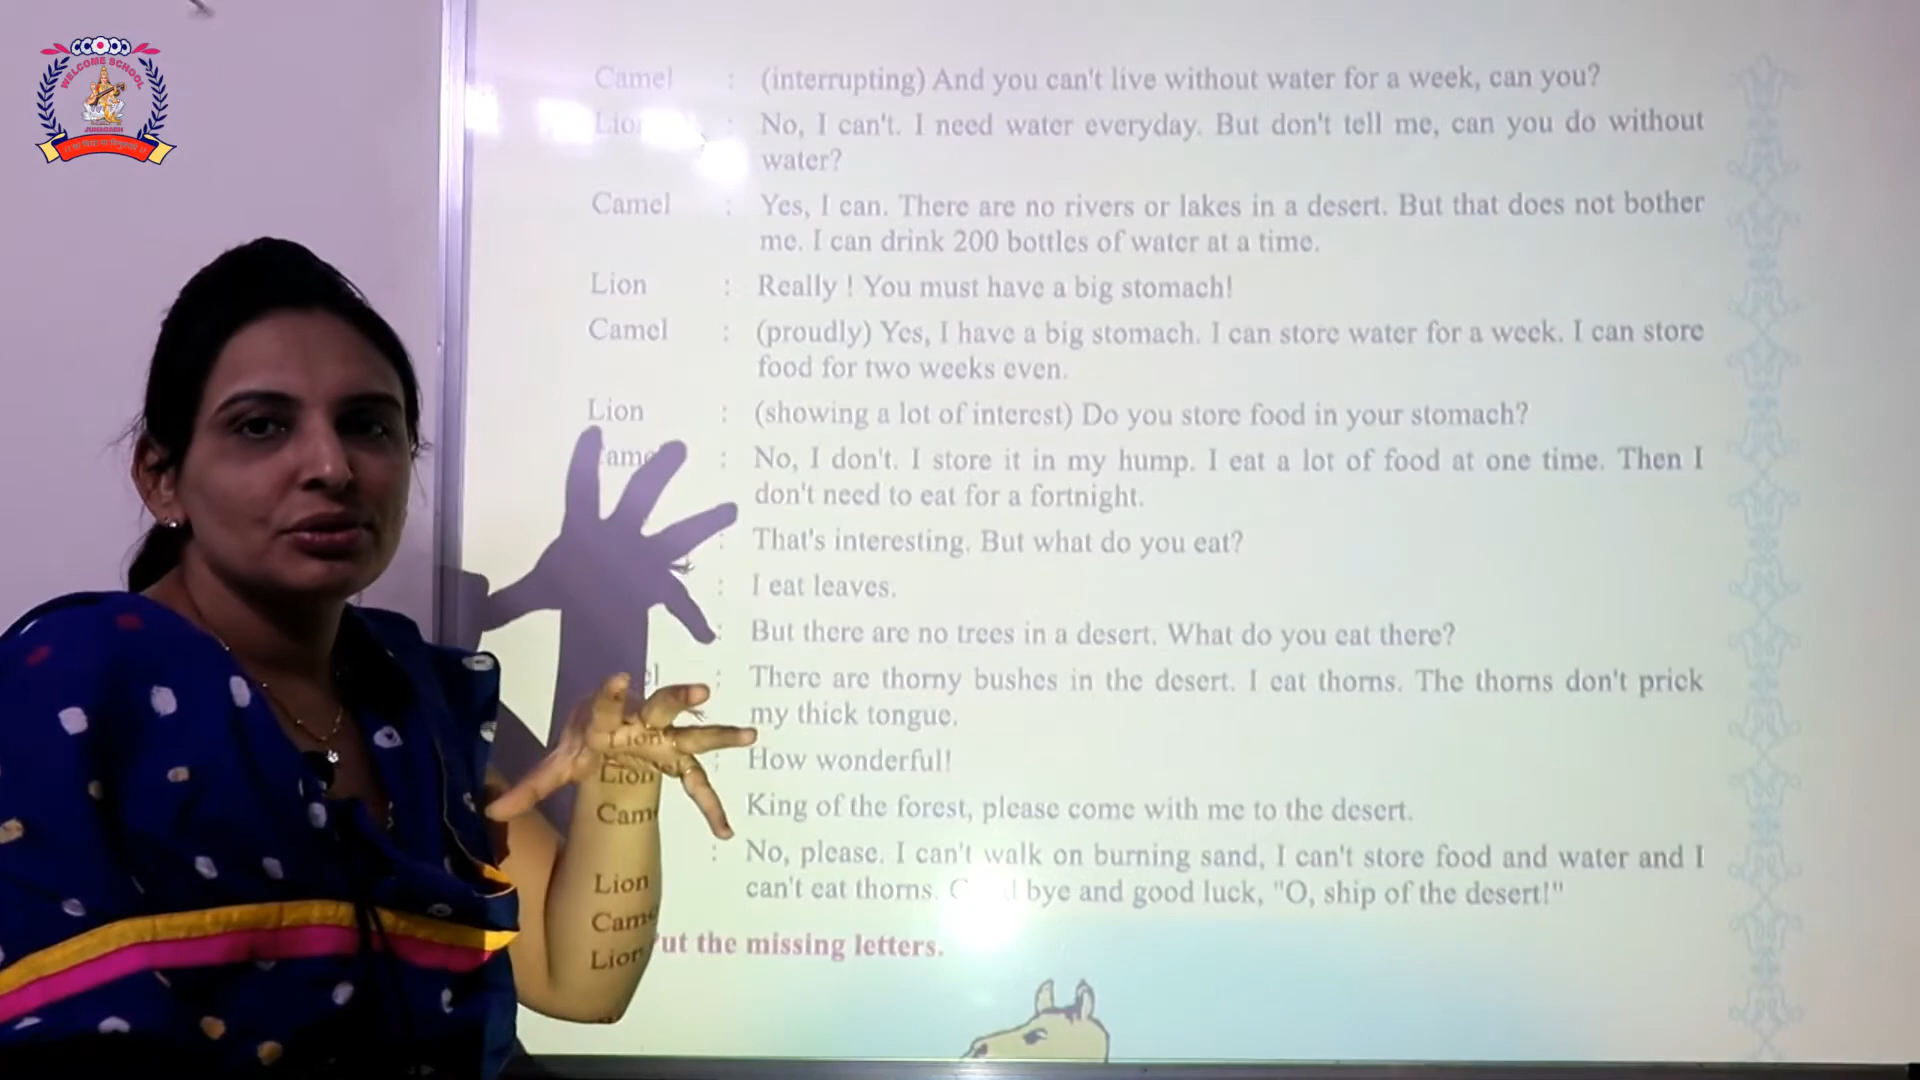 WELCOME SCHOOL
JUNAGADH
Camel : (interrupting) And you can't live without water for a week, can you?
Lion : No, I can't. I need water everyday. But don't tell me, can you do without
water?
Camel : Yes, I can. There are no rivers or lakes in a desert. But that does not bother
me. I can drink 200 bottles of water at a time.
Lion : Really ! You must have a big stomach!
Camel : (proudly) Yes, I have a big stomach. I can store water for a week. I can store
food for two weeks even.
Lion : (showing a lot of interest) Do you store food in your stomach?
Came : No, I don't. I store it in my hump. I eat a lot of food at one time. Then I
don't need to eat for a fortnight.
: That's interesting. But what do you eat?
: I eat leaves.
: But there are no trees in a desert. What do you eat there?
el : There are thorny bushes in the desert. I eat thorns. The thorns don't prick
my thick tongue.
Lion
: How wonderful!
Lion
Came King of the forest, please come with me to the desert.
: No, please. I can't walk on burning sand, I can't store food and water and I
Lion
can't eat thorns. G d bye and good luck, "O, ship of the desert!"
Came
Lion
ut the missing letters.